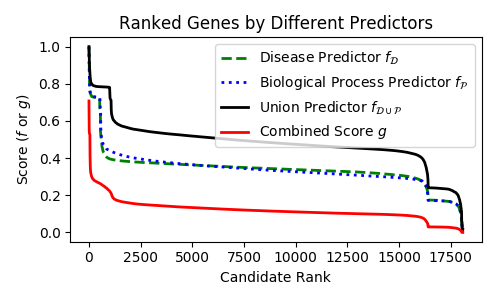 Ranked Genes by Different Predictors
Score (f or g)
1.0
0.8
0.6
0.4
0.2
0.0
Disease Predictor f_𝒟
Biological Process Predictor f_𝒫
Union Predictor f_𝒟∪𝒫
Combined Score g
0 2500 5000 7500 10000 12500 15000 17500
Candidate Rank